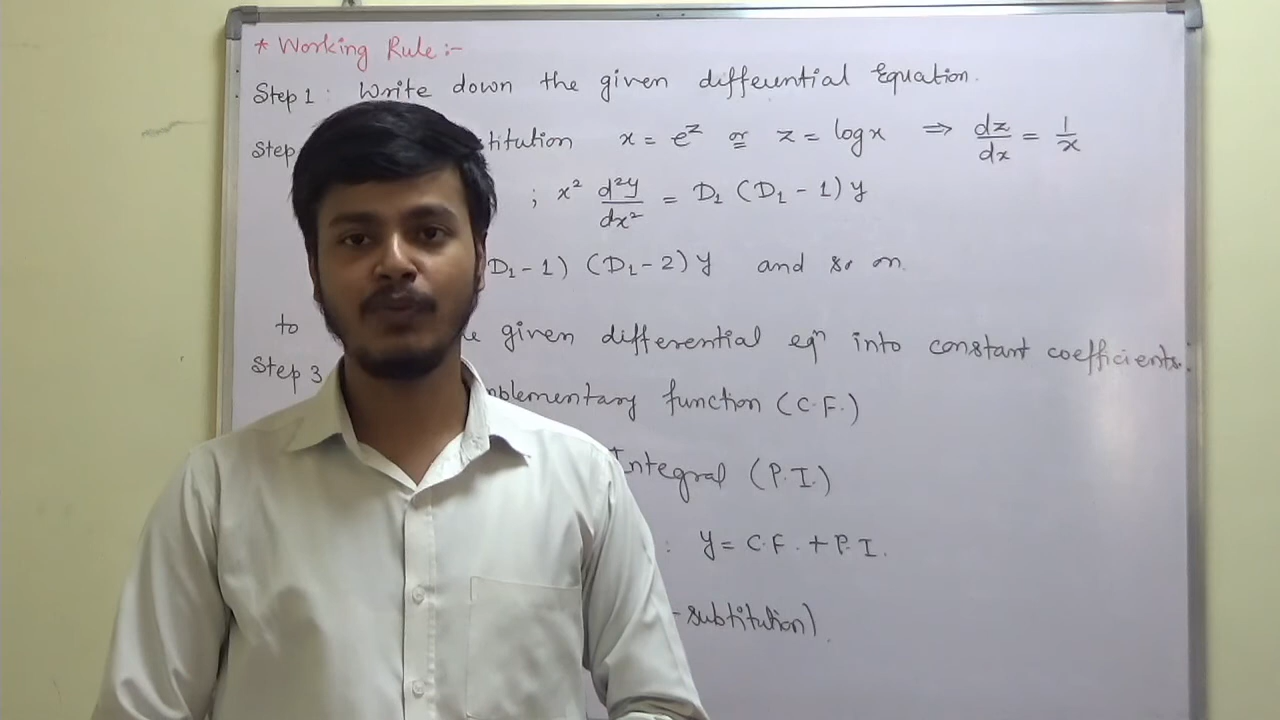 * Working Rule :-
Step 1 : Write down the given differential Equation.
Step titution x = e^z or z = log x ⇒ dz/dx = 1/x
; x² d²y/dx² = D₁ (D₁ - 1) y
D₁ - 1) (D₁ - 2) y and so on.
to e given differential eqⁿ into constant coefficients.
Step 3 mplementary function (C.F.)
Integral (P.I.)
: y = C.F. + P.I.
-substitution).